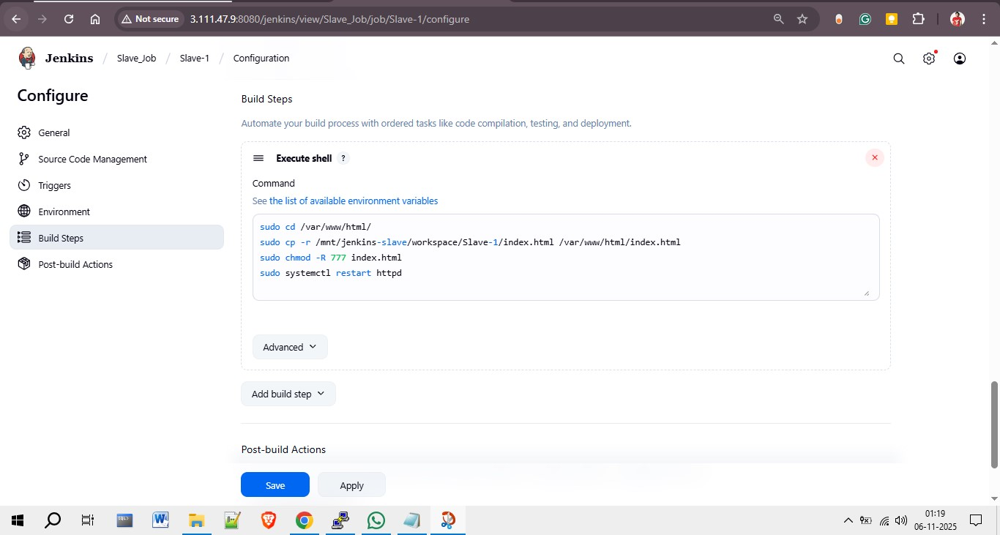 Not secure
3.111.47.9:8080/jenkins/view/Slave_Job/job/Slave-1/configure
Jenkins / Slave_Job / Slave-1 / Configuration
Configure
General
Source Code Management
Triggers
Environment
Build Steps
Post-build Actions
Build Steps
Automate your build process with ordered tasks like code compilation, testing, and deployment.
Execute shell ?
Command
See the list of available environment variables
sudo cd /var/www/html/
sudo cp -r /mnt/jenkins-slave/workspace/Slave-1/index.html /var/www/html/index.html
sudo chmod -R 777 index.html
sudo systemctl restart httpd
Advanced
Add build step
Post-build Actions
Save
Apply
01:19
06-11-2025